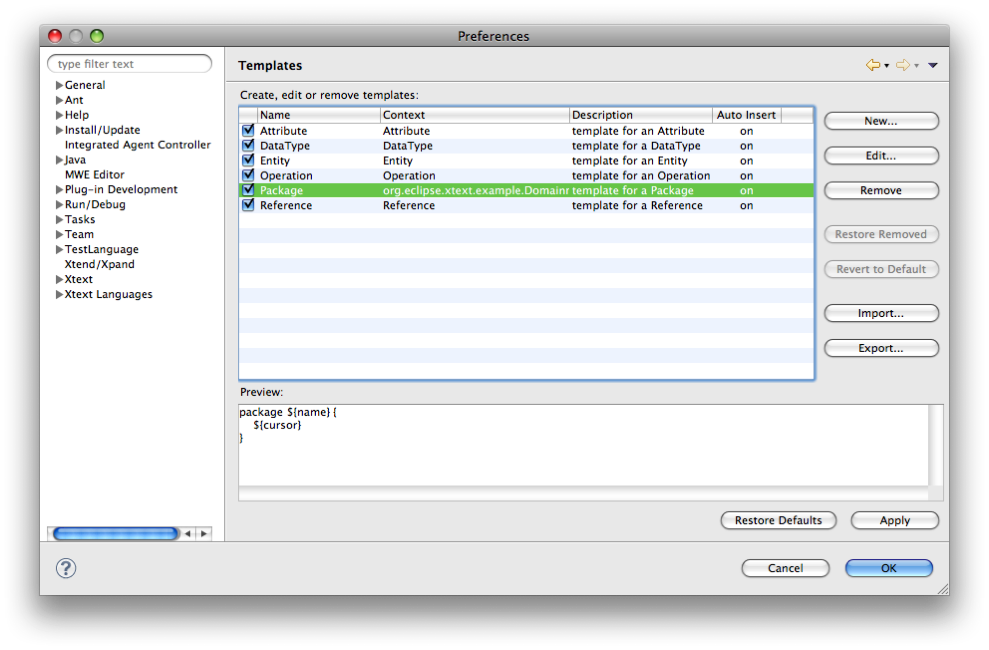 Preferences
type filter text
General
Ant
Help
Install/Update
Integrated Agent Controller
Java
MWE Editor
Plug-in Development
Run/Debug
Tasks
Team
TestLanguage
Xtend/Xpand
Xtext
Xtext Languages
Templates
Create, edit or remove templates:
Name Context Description Auto Insert
Attribute Attribute template for an Attribute on
DataType DataType template for a DataType on
Entity Entity template for an Entity on
Operation Operation template for an Operation on
Package org.eclipse.xtext.example.Domainr template for a Package on
Reference Reference template for a Reference on
New...
Edit...
Remove
Restore Removed
Revert to Default
Import...
Export...
Preview:
package ${name} {
${cursor}
}
Restore Defaults Apply
? Cancel OK